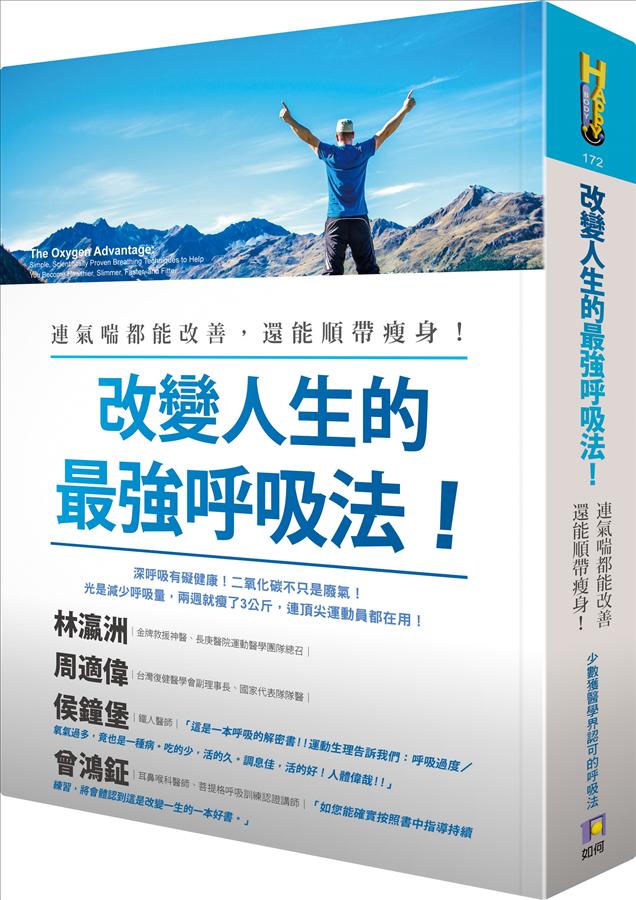 The Oxygen Advantage:
Simple, Scientifically Proven Breathing Techniques to Help
You Become Healthier, Slimmer, Faster, and Fitter
連氣喘都能改善，還能順帶瘦身！
改變人生的
最強呼吸法！
深呼吸有礙健康！二氧化碳不只是廢氣！
光是減少呼吸量，兩週就瘦了3公斤，連頂尖運動員都在用！
林瀛洲｜金牌救援神醫、長庚醫院運動醫學團隊總召｜
周適偉｜台灣復健醫學會副理事長、國家代表隊隊醫｜
侯鐘堡｜鐵人醫師｜「這是一本呼吸的解密書！！運動生理告訴我們：呼吸過度／
氧氣過多，竟也是一種病。吃的少，活的久。調息佳，活的好！人體偉哉！！」
曾鴻鉦｜耳鼻喉科醫師、菩提格呼吸訓練認證講師｜「如您能確實按照書中指導持續
練習，將會體認到這是改變一生的一本好書。」
HAPPY
BODY
172
改變人生的最強呼吸法！
連氣喘都能改善
還能順帶瘦身！
少數獲醫學界認可的呼吸法
如何